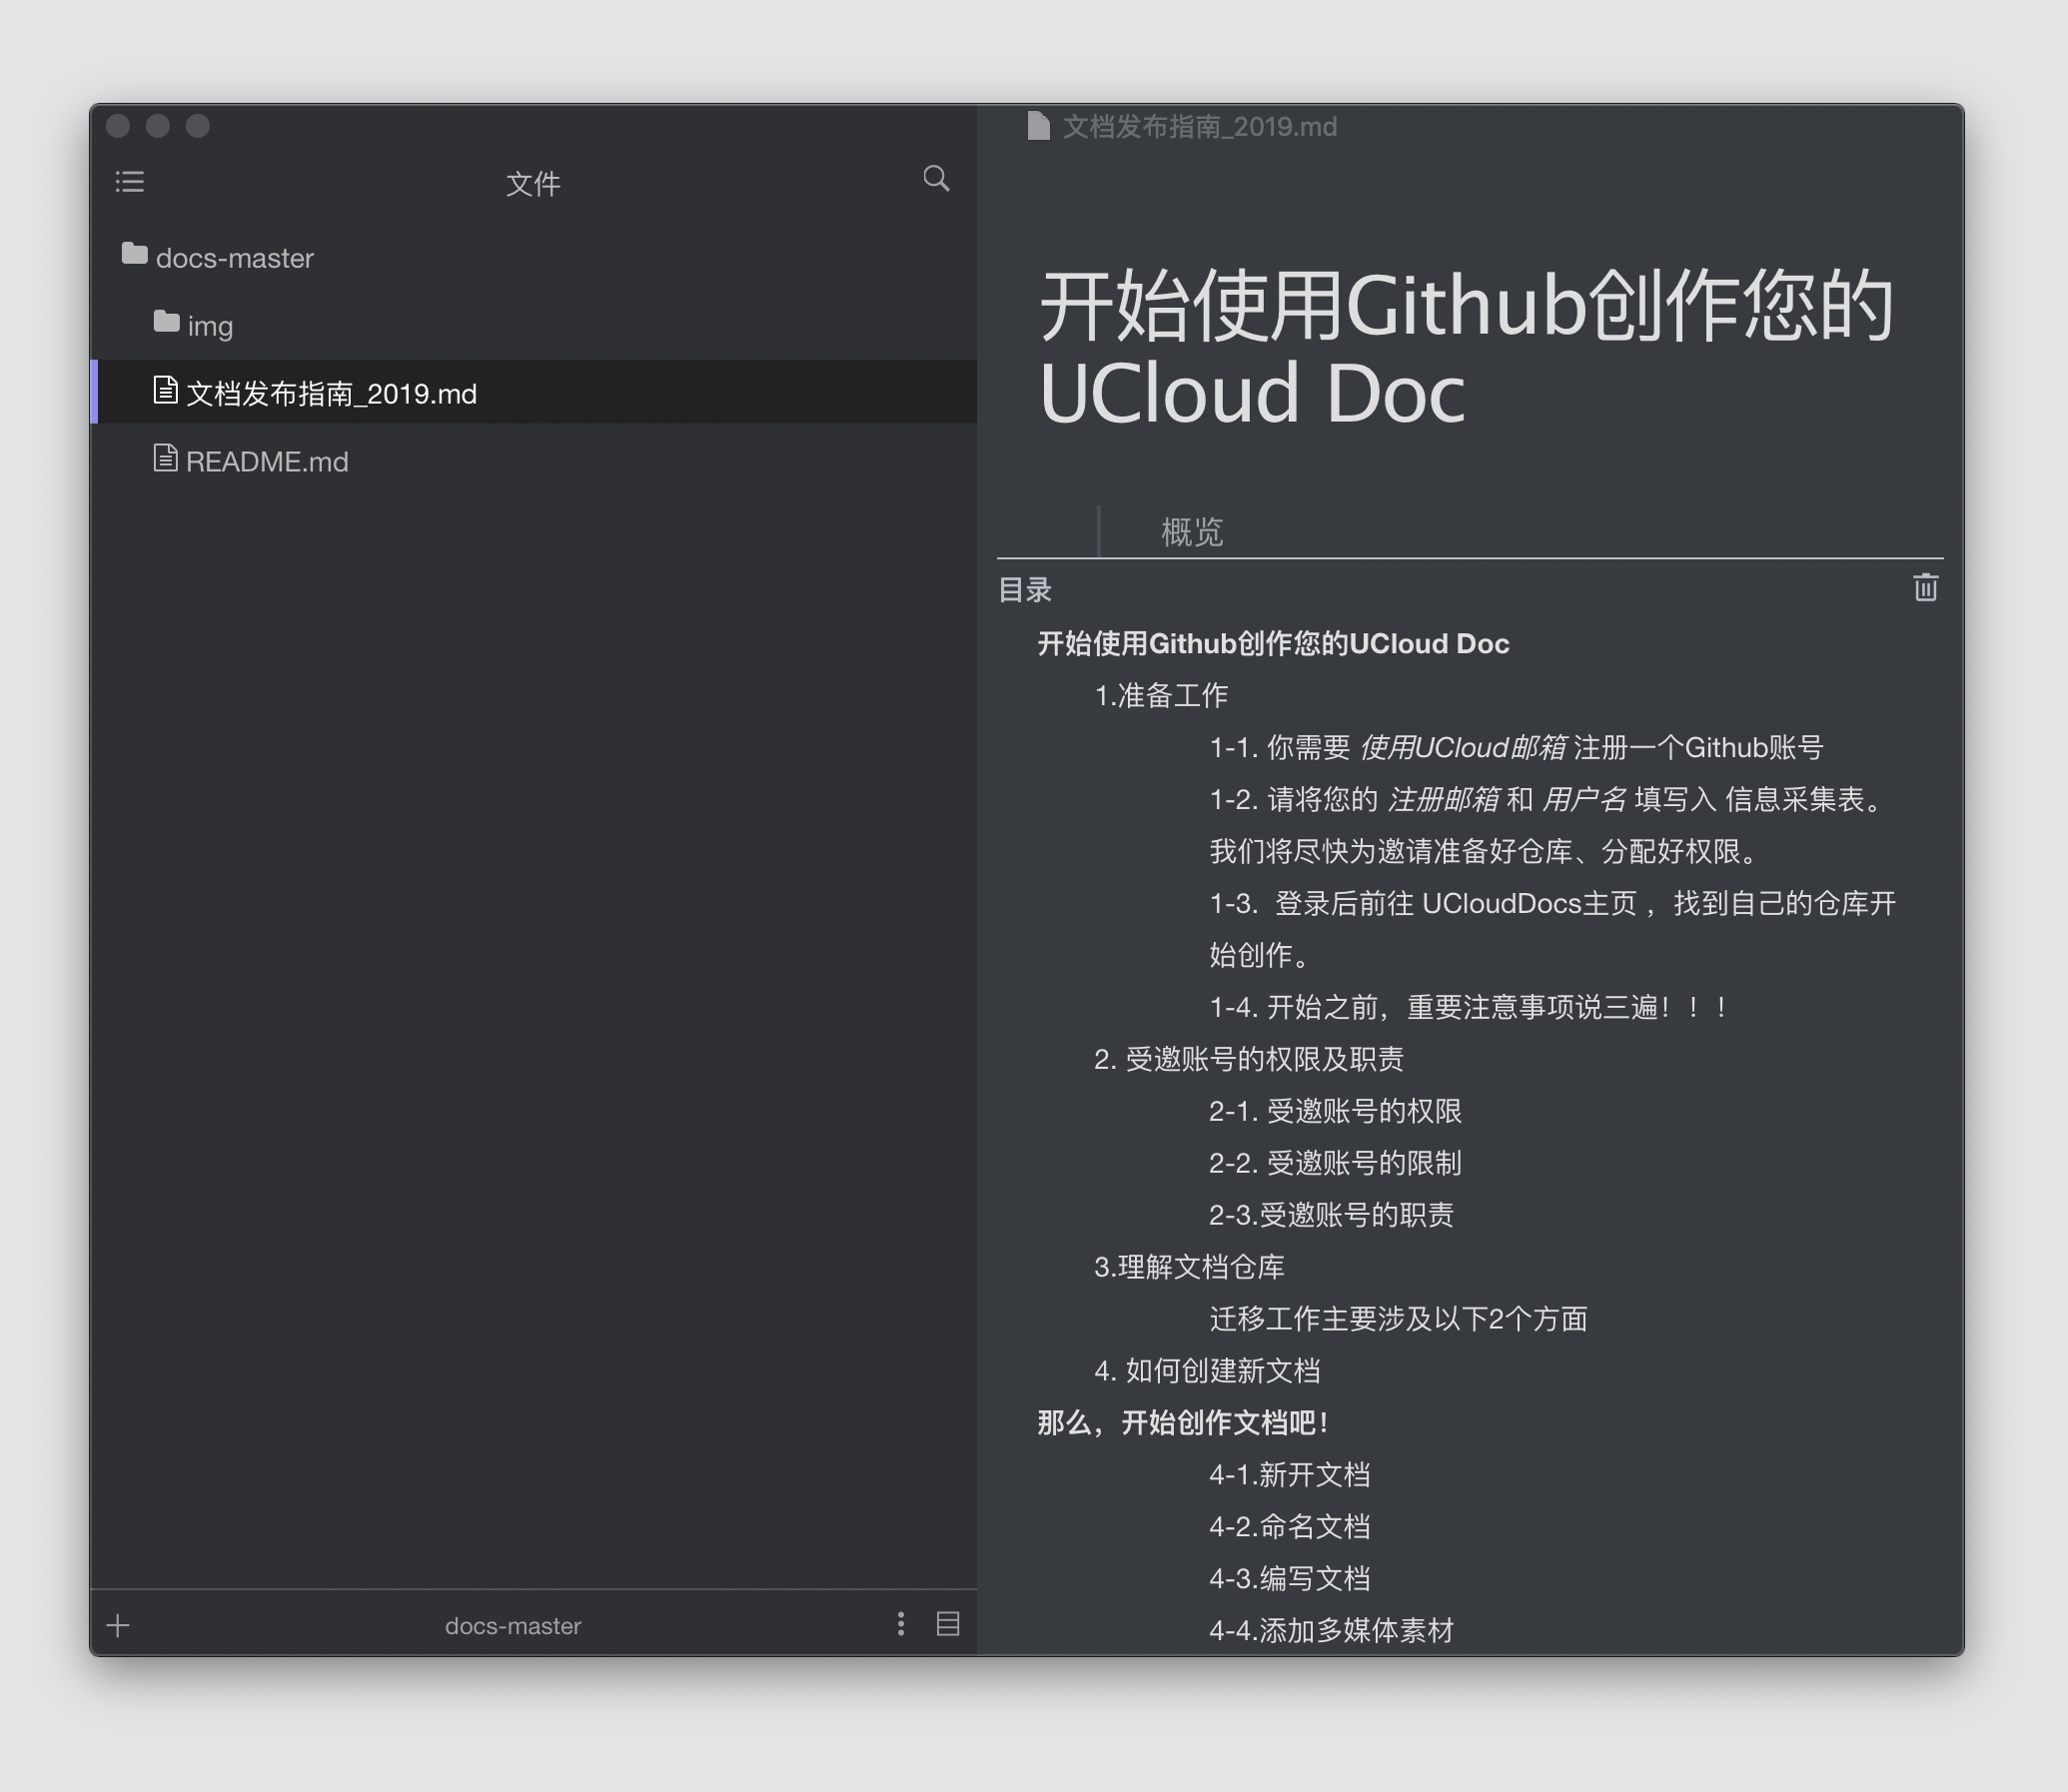 文件
docs-master
img
文档发布指南_2019.md
README.md
docs-master
文档发布指南_2019.md
开始使用Github创作您的
UCloud Doc
概览
目录
开始使用Github创作您的UCloud Doc
1.准备工作
1-1. 你需要 使用UCloud邮箱 注册一个Github账号
1-2. 请将您的 注册邮箱 和 用户名 填写入 信息采集表。
我们将尽快为邀请准备好仓库、分配好权限。
1-3. 登录后前往 UCloudDocs主页 ，找到自己的仓库开
始创作。
1-4. 开始之前，重要注意事项说三遍！！！
2. 受邀账号的权限及职责
2-1. 受邀账号的权限
2-2. 受邀账号的限制
2-3.受邀账号的职责
3.理解文档仓库
迁移工作主要涉及以下2个方面
4. 如何创建新文档
那么，开始创作文档吧！
4-1.新开文档
4-2.命名文档
4-3.编写文档
4-4.添加多媒体素材